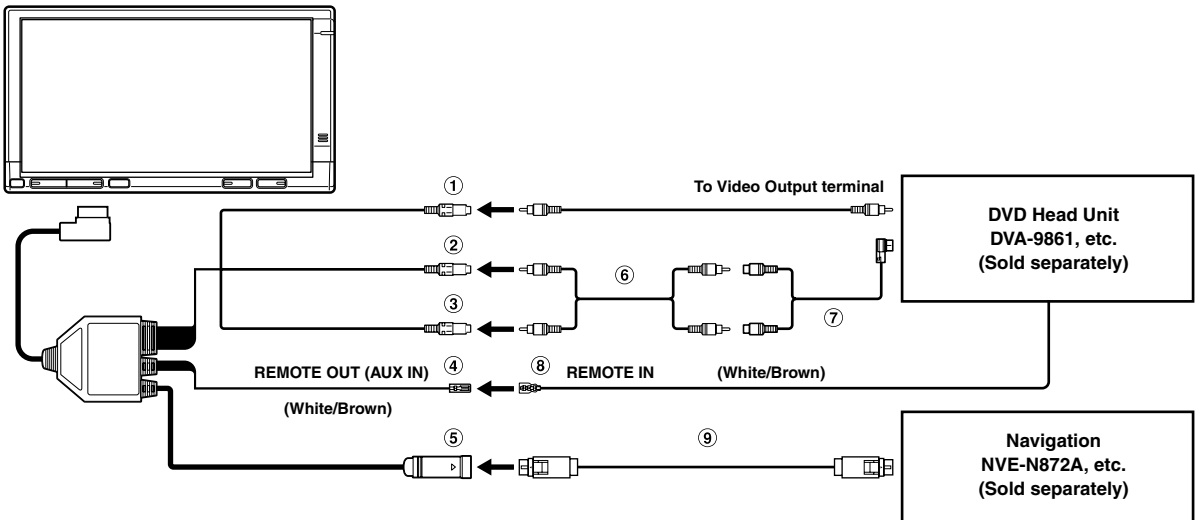 ①
To Video Output terminal
DVD Head Unit
DVA-9861, etc.
(Sold separately)
②
⑥
③
⑦
④
⑧
REMOTE OUT (AUX IN)
REMOTE IN
(White/Brown)
(White/Brown)
⑤
⑨
Navigation
NVE-N872A, etc.
(Sold separately)